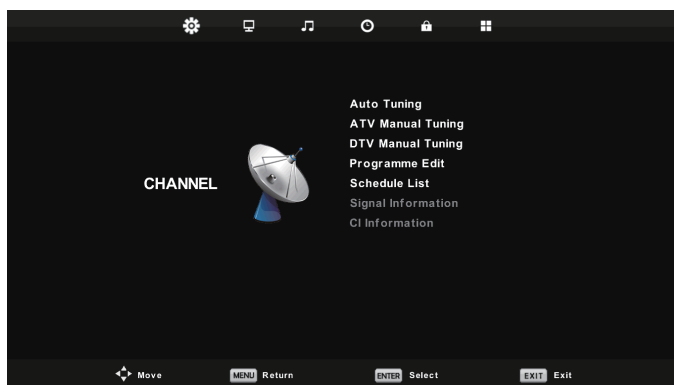 Auto Tuning
ATV Manual Tuning
DTV Manual Tuning
Programme Edit
CHANNEL
Schedule List
Signal Information
CI Information
Move MENU Return ENTER Select EXIT Exit